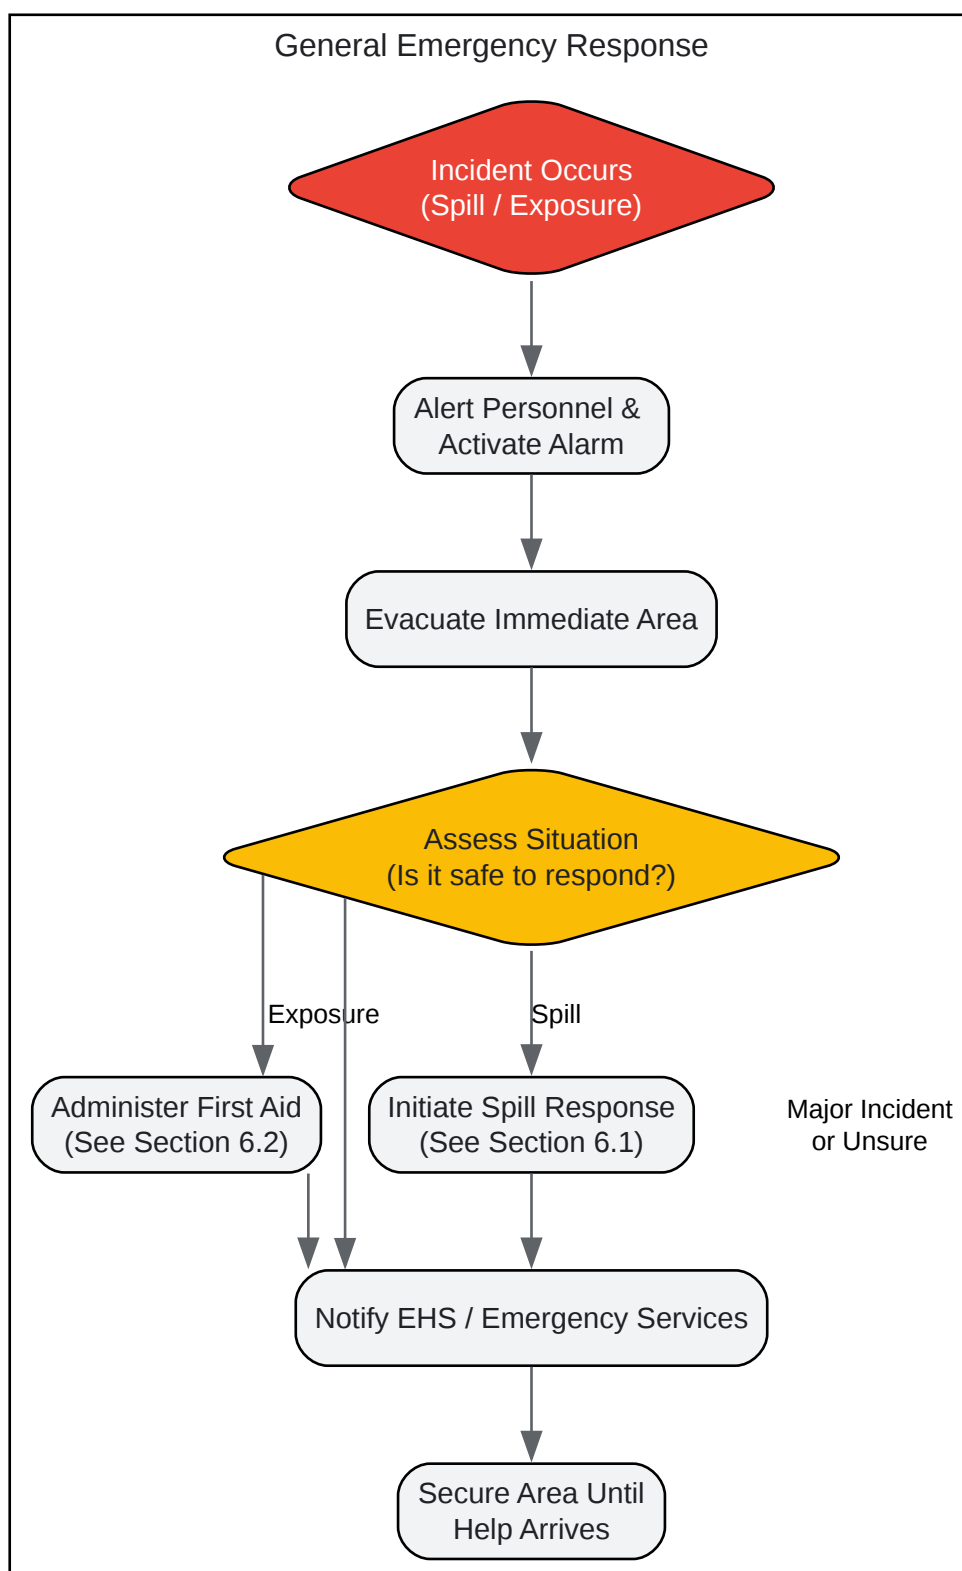 General Emergency Response
Incident Occurs
(Spill / Exposure)
Alert Personnel &
Activate Alarm
Evacuate Immediate Area
Assess Situation
(Is it safe to respond?)
Exposure
Spill
Administer First Aid
(See Section 6.2)
Initiate Spill Response
(See Section 6.1)
Major Incident
or Unsure
Notify EHS / Emergency Services
Secure Area Until
Help Arrives